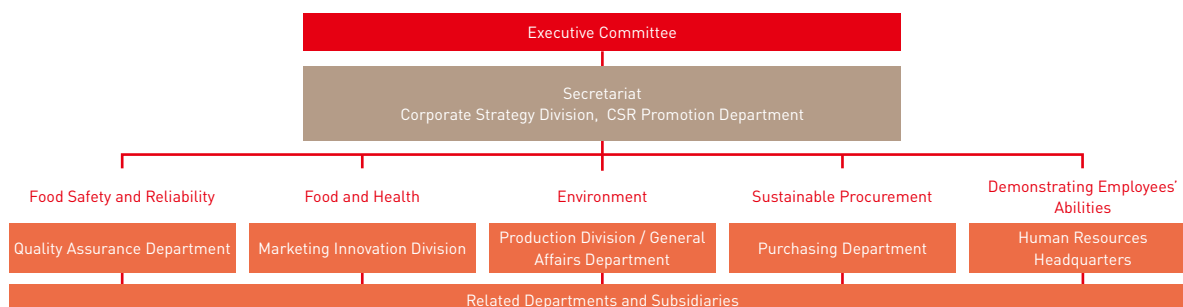 Executive Committee
Secretariat
Corporate Strategy Division, CSR Promotion Department
Food Safety and Reliability
Food and Health
Environment
Sustainable Procurement
Demonstrating Employees’
Abilities
Quality Assurance Department
Marketing Innovation Division
Production Division / General
Affairs Department
Purchasing Department
Human Resources
Headquarters
Related Departments and Subsidiaries